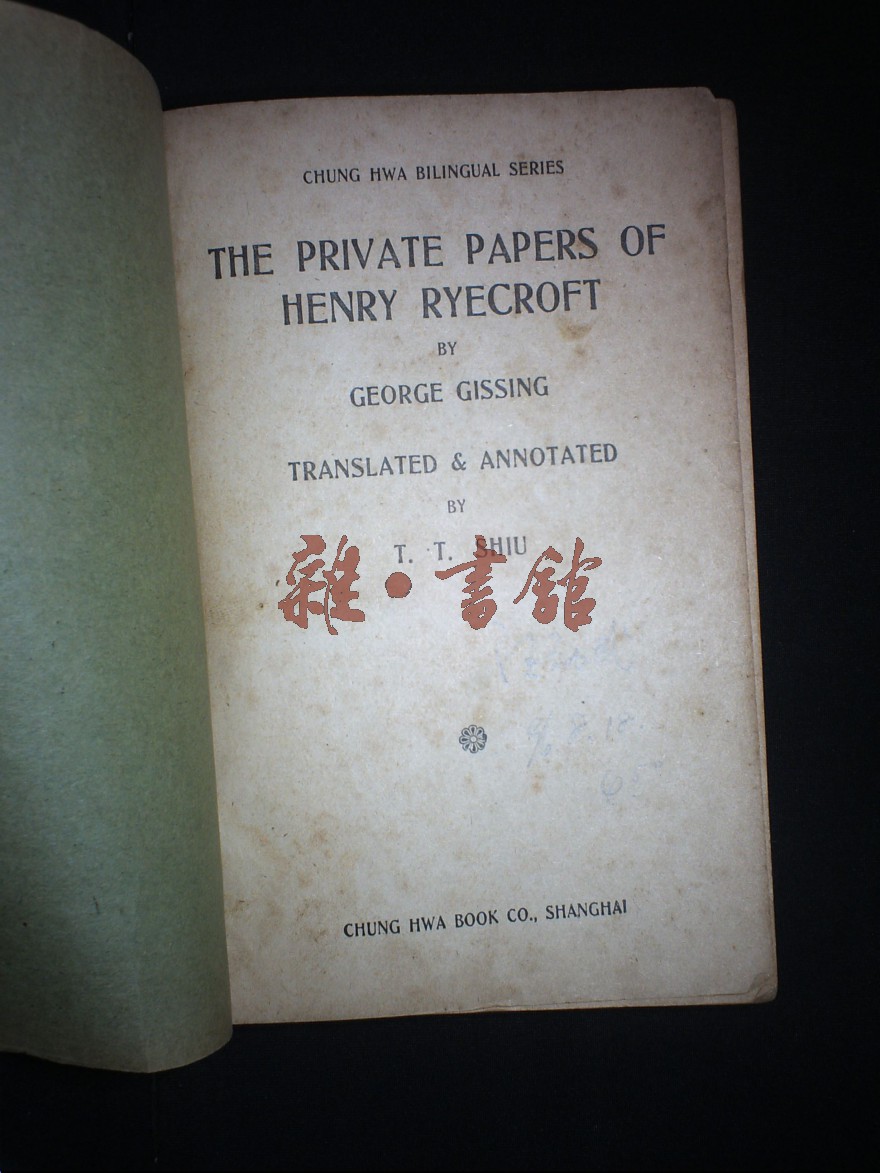 CHUNG HWA BILINGUAL SERIES
THE PRIVATE PAPERS OF
HENRY RYECROFT
BY
GEORGE GISSING
TRANSLATED & ANNOTATED
BY
T. T. SHIU
雜•書館
CHUNG HWA BOOK CO., SHANGHAI